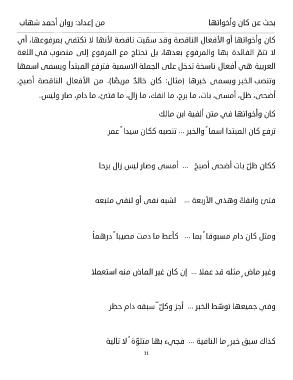 بحث عن كان وأخواتها
من إعداد: روان أحمد شهاب
كان وأخواتها أو الأفعال الناقصة وقد سمّيت ناقصة لأنها لا تكتفي بمرفوعها، أي
لا تتمّ الفائدة بها والمرفوع بعدها، بل تحتاج مع المرفوع إلى منصوب في اللغة
العربية هي أفعال ناسخة تدخل على الجملة الاسمية فترفع المبتدأ ويسمى اسمها
وتنصب الخبر ويسمى خبرها (مثال: كان خالدٌ مريضًا). من الأفعال الناقصة أصبح،
أضحى، ظل، أمسى، بات، ما برح، ما انفك، ما زال، ما فتئ، ما دام، صار وليس.
كان وأخواتها في متن ألفية ابن مالك
ترفع كان المبتدا اسما ًوالخبر ... تنصبه ككان سيدا ًعمر
ككان ظلّ بات أضحى أصبحَ ... أمسى وصار ليس زال برحا
فتئ وانفكّ وهذي الأربعة ... لشبه نفى أو لنفي متبعه
ومثل كان دام مسبوقا ًبما ... كأعط ما دمت مصيبا ًدرهماً
وغير ماضٍ مثله قد عملا ... إن كان غير الماض منه استعملا
وفي جميعها توسّط الخبر ... أجز وكلّ ٌسبقه دام حظر
كذاك سبق خبرٍ ما النافية ... فجيء بها متلوّة ًلا تالية
11